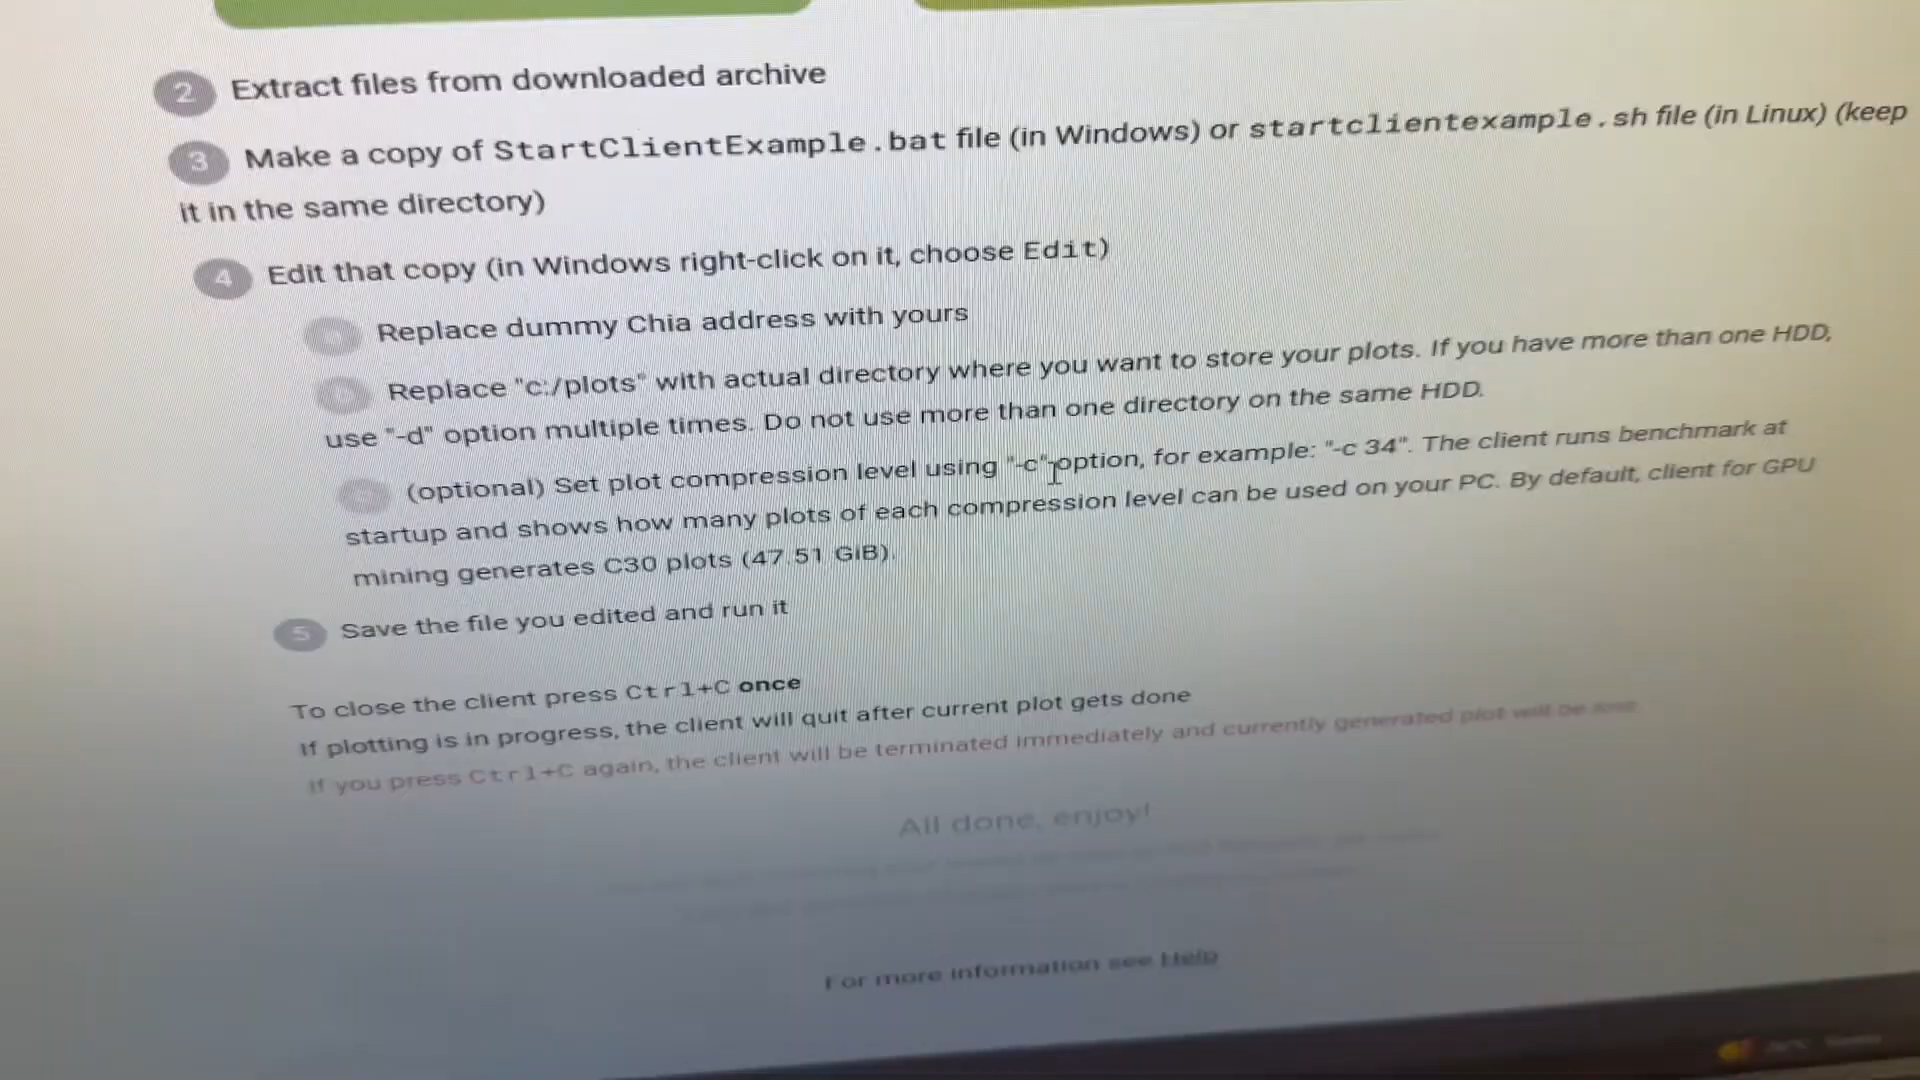 2 Extract files from downloaded archive
3 Make a copy of StartClientExample.bat file (in Windows) or startclientexample.sh file (in Linux) (keep
it in the same directory)
4 Edit that copy (in Windows right-click on it, choose Edit)
Replace dummy Chia address with yours
b Replace "c:/plots" with actual directory where you want to store your plots. If you have more than one HDD,
use "-d" option multiple times. Do not use more than one directory on the same HDD.
(optional) Set plot compression level using "-c" option, for example: "-c 34". The client runs benchmark at
startup and shows how many plots of each compression level can be used on your PC. By default, client for GPU
mining generates C30 plots (47.51 GiB).
5 Save the file you edited and run it
To close the client press Ctrl+C once
If plotting is in progress, the client will quit after current plot gets done
If you press Ctrl+C again, the client will be terminated immediately and currently generated plot will be lost
All done, enjoy!
For more information see Help